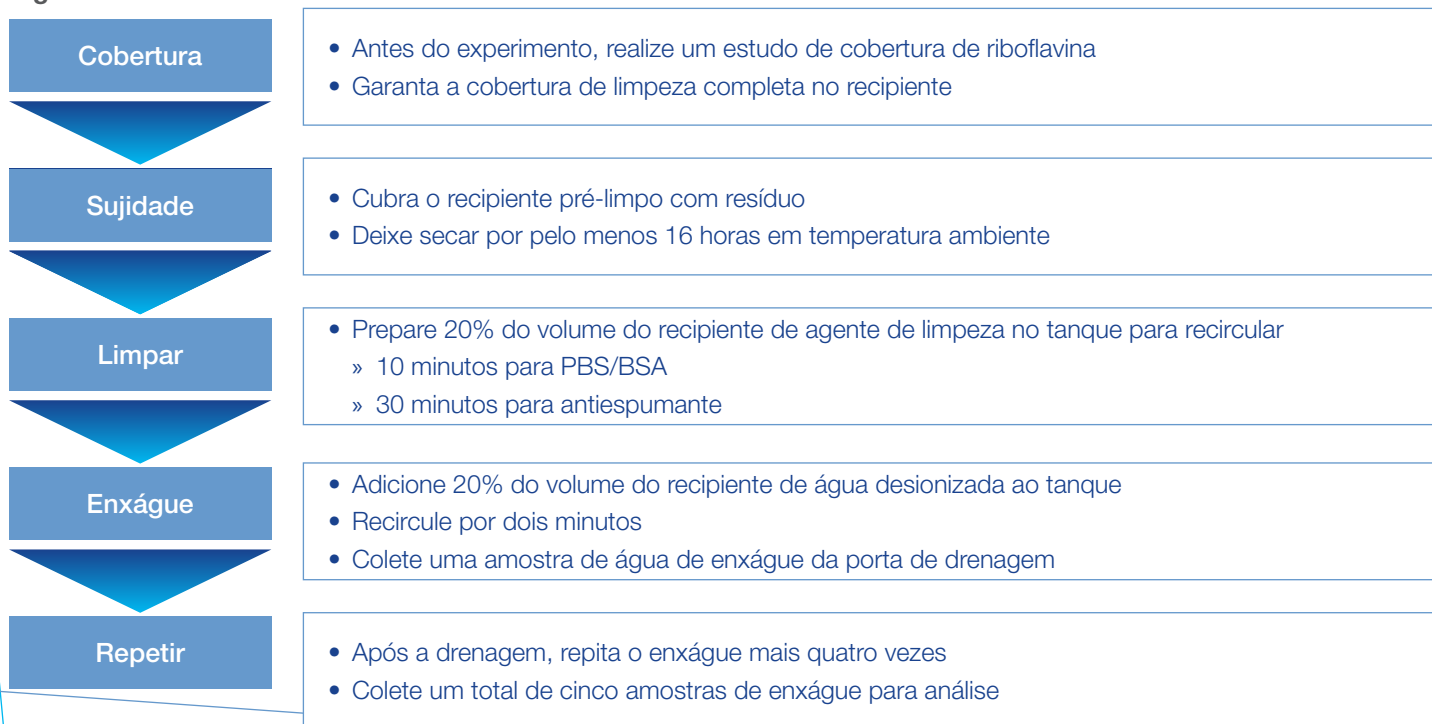 Cobertura
• Antes do experimento, realize um estudo de cobertura de riboflavina
• Garanta a cobertura de limpeza completa no recipiente
Sujidade
• Cubra o recipiente pré-limpo com resíduo
• Deixe secar por pelo menos 16 horas em temperatura ambiente
Limpar
• Prepare 20% do volume do recipiente de agente de limpeza no tanque para recircular
» 10 minutos para PBS/BSA
» 30 minutos para antiespumante
Enxágue
• Adicione 20% do volume do recipiente de água desionizada ao tanque
• Recircule por dois minutos
• Colete uma amostra de água de enxágue da porta de drenagem
Repetir
• Após a drenagem, repita o enxágue mais quatro vezes
• Colete um total de cinco amostras de enxágue para análise